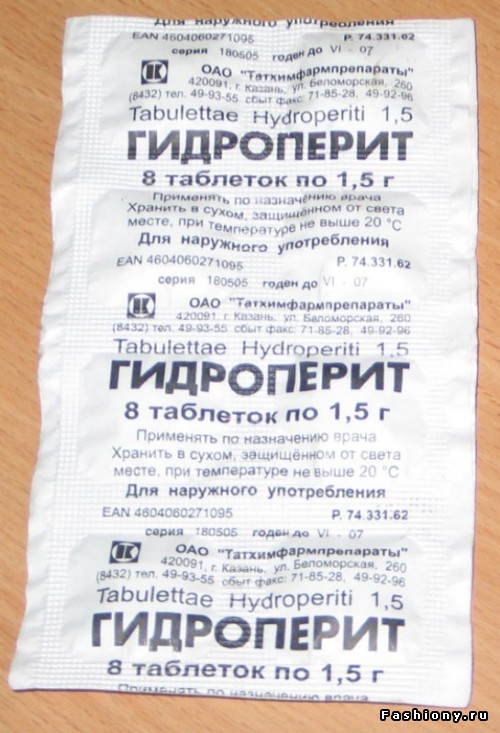 Для наружного употребления
EAN 4604060271095 Р. 74.331.62
серия 180505 годен до VI - 07
ОАО "Татхимфармпрепараты"
420091, г. Казань, ул. Беломорская, 260
(8432) тел. 49-93-55 сбыт факс: 71-85-28, 49-92-96
Tabulettae Hydroperiti 1,5
ГИДРОПЕРИТ
8 таблеток по 1,5 г
Применять по назначению врача
Хранить в сухом, защищённом от света
месте, при температуре не выше 20 °С
Для наружного употребления
EAN 4604060271095 Р. 74.331.62
серия 180505 годен до VI - 07
ОАО "Татхимфармпрепараты"
420091, г. Казань, ул. Беломорская, 260
(8432) тел. 49-93-55 сбыт факс: 71-85-28, 49-92-96
Tabulettae Hydroperiti 1,5
ГИДРОПЕРИТ
8 таблеток по 1,5 г
Применять по назначению врача
Хранить в сухом, защищённом от света
месте, при температуре не выше 20 °С
Для наружного употребления
EAN 4604060271095 Р. 74.331.62
серия 180505 годен до VI - 07
ОАО "Татхимфармпрепараты"
420091, г. Казань, ул. Беломорская, 260
(8432) тел. 49-93-55 сбыт факс: 71-85-28, 49-92-96
Tabulettae Hydroperiti 1,5
ГИДРОПЕРИТ
8 таблеток по 1,5 г
Применять по назначению врача
Fashiony.ru